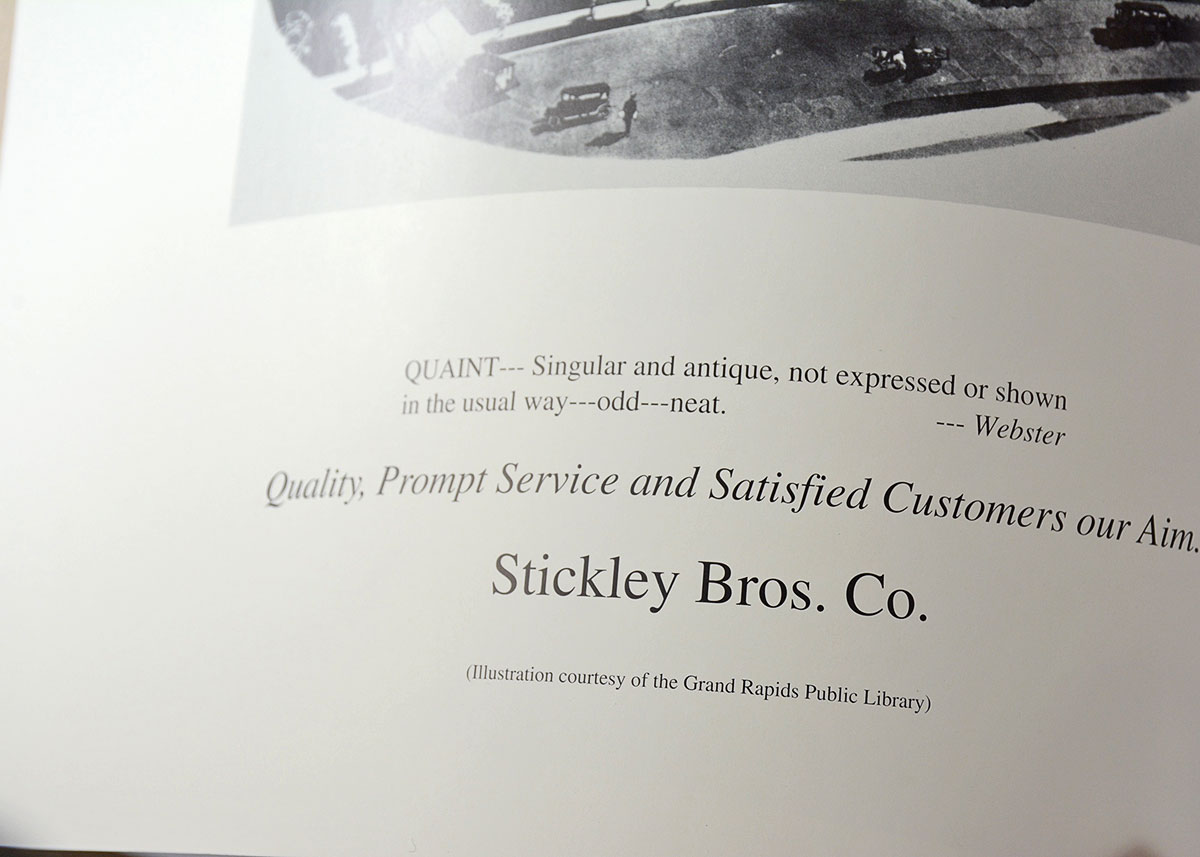 QUAINT--- Singular and antique, not expressed or shown
in the usual way---odd---neat.
--- Webster
Quality, Prompt Service and Satisfied Customers our Aim.
Stickley Bros. Co.
(Illustration courtesy of the Grand Rapids Public Library)